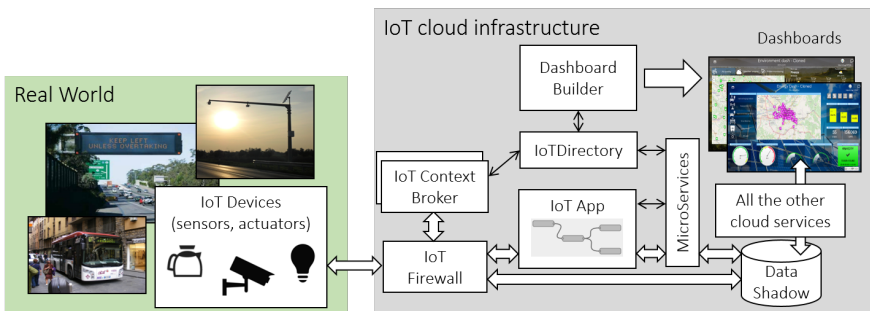 IoT cloud infrastructure
Dashboards
Real World
KEEP LEFT
UNLESS OVERTAKING
Dashboard
Builder
IoTDirectory
MicroServices
IoT Context
Broker
IoT App
IoT Devices
(sensors, actuators)
All the other
cloud services
IoT
Firewall
Data
Shadow